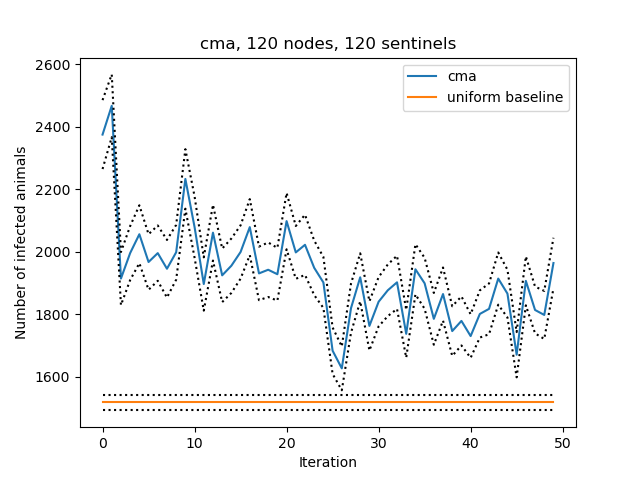 cma, 120 nodes, 120 sentinels
2600
2400
2200
2000
1800
1600
Number of infected animals
cma
uniform baseline
0 10 20 30 40 50
Iteration